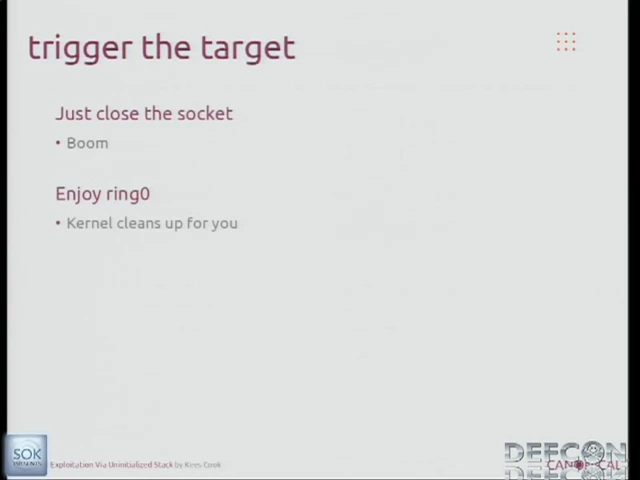 trigger the target
Just close the socket
• Boom
Enjoy ring0
• Kernel cleans up for you
SOK
PRESENTS
Exploitation Via Uninitialized Stack by Kees Cook
DEFCON